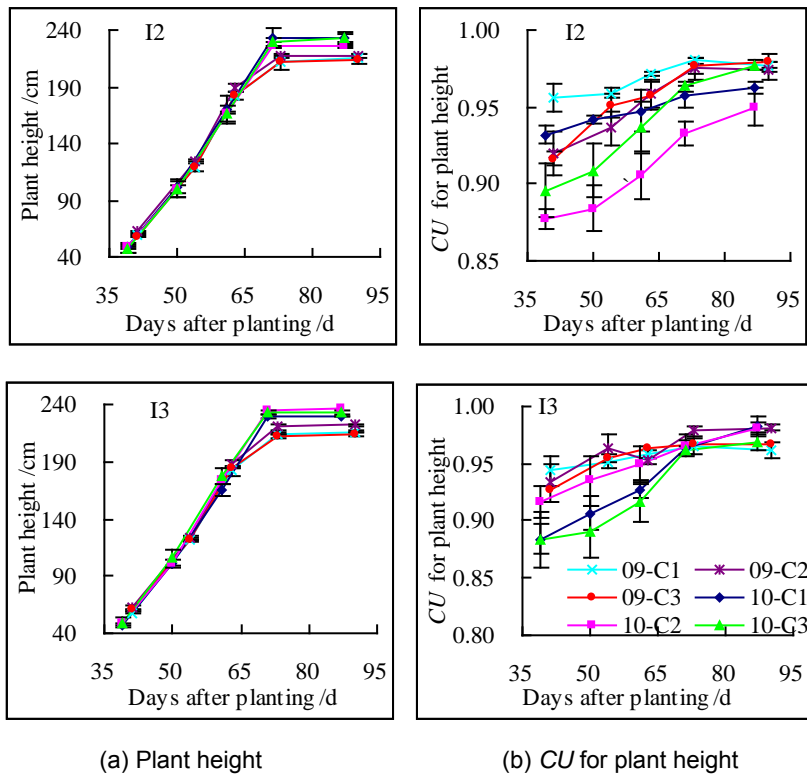 I2
Plant height /cm
240
190
140
90
40
35 50 65 80 95
Days after planting /d
I2
CU for plant height
1.00
0.95
0.90
0.85
35 50 65 80 95
Days after planting /d
I3
Plant height /cm
240
190
140
90
40
35 50 65 80 95
Days after planting /d
I3
CU for plant height
1.00
0.95
0.90
0.85
0.80
09-C1 09-C2
09-C3 10-C1
10-C2 10-C3
35 50 65 80 95
Days after planting /d
(a) Plant height
(b) CU for plant height